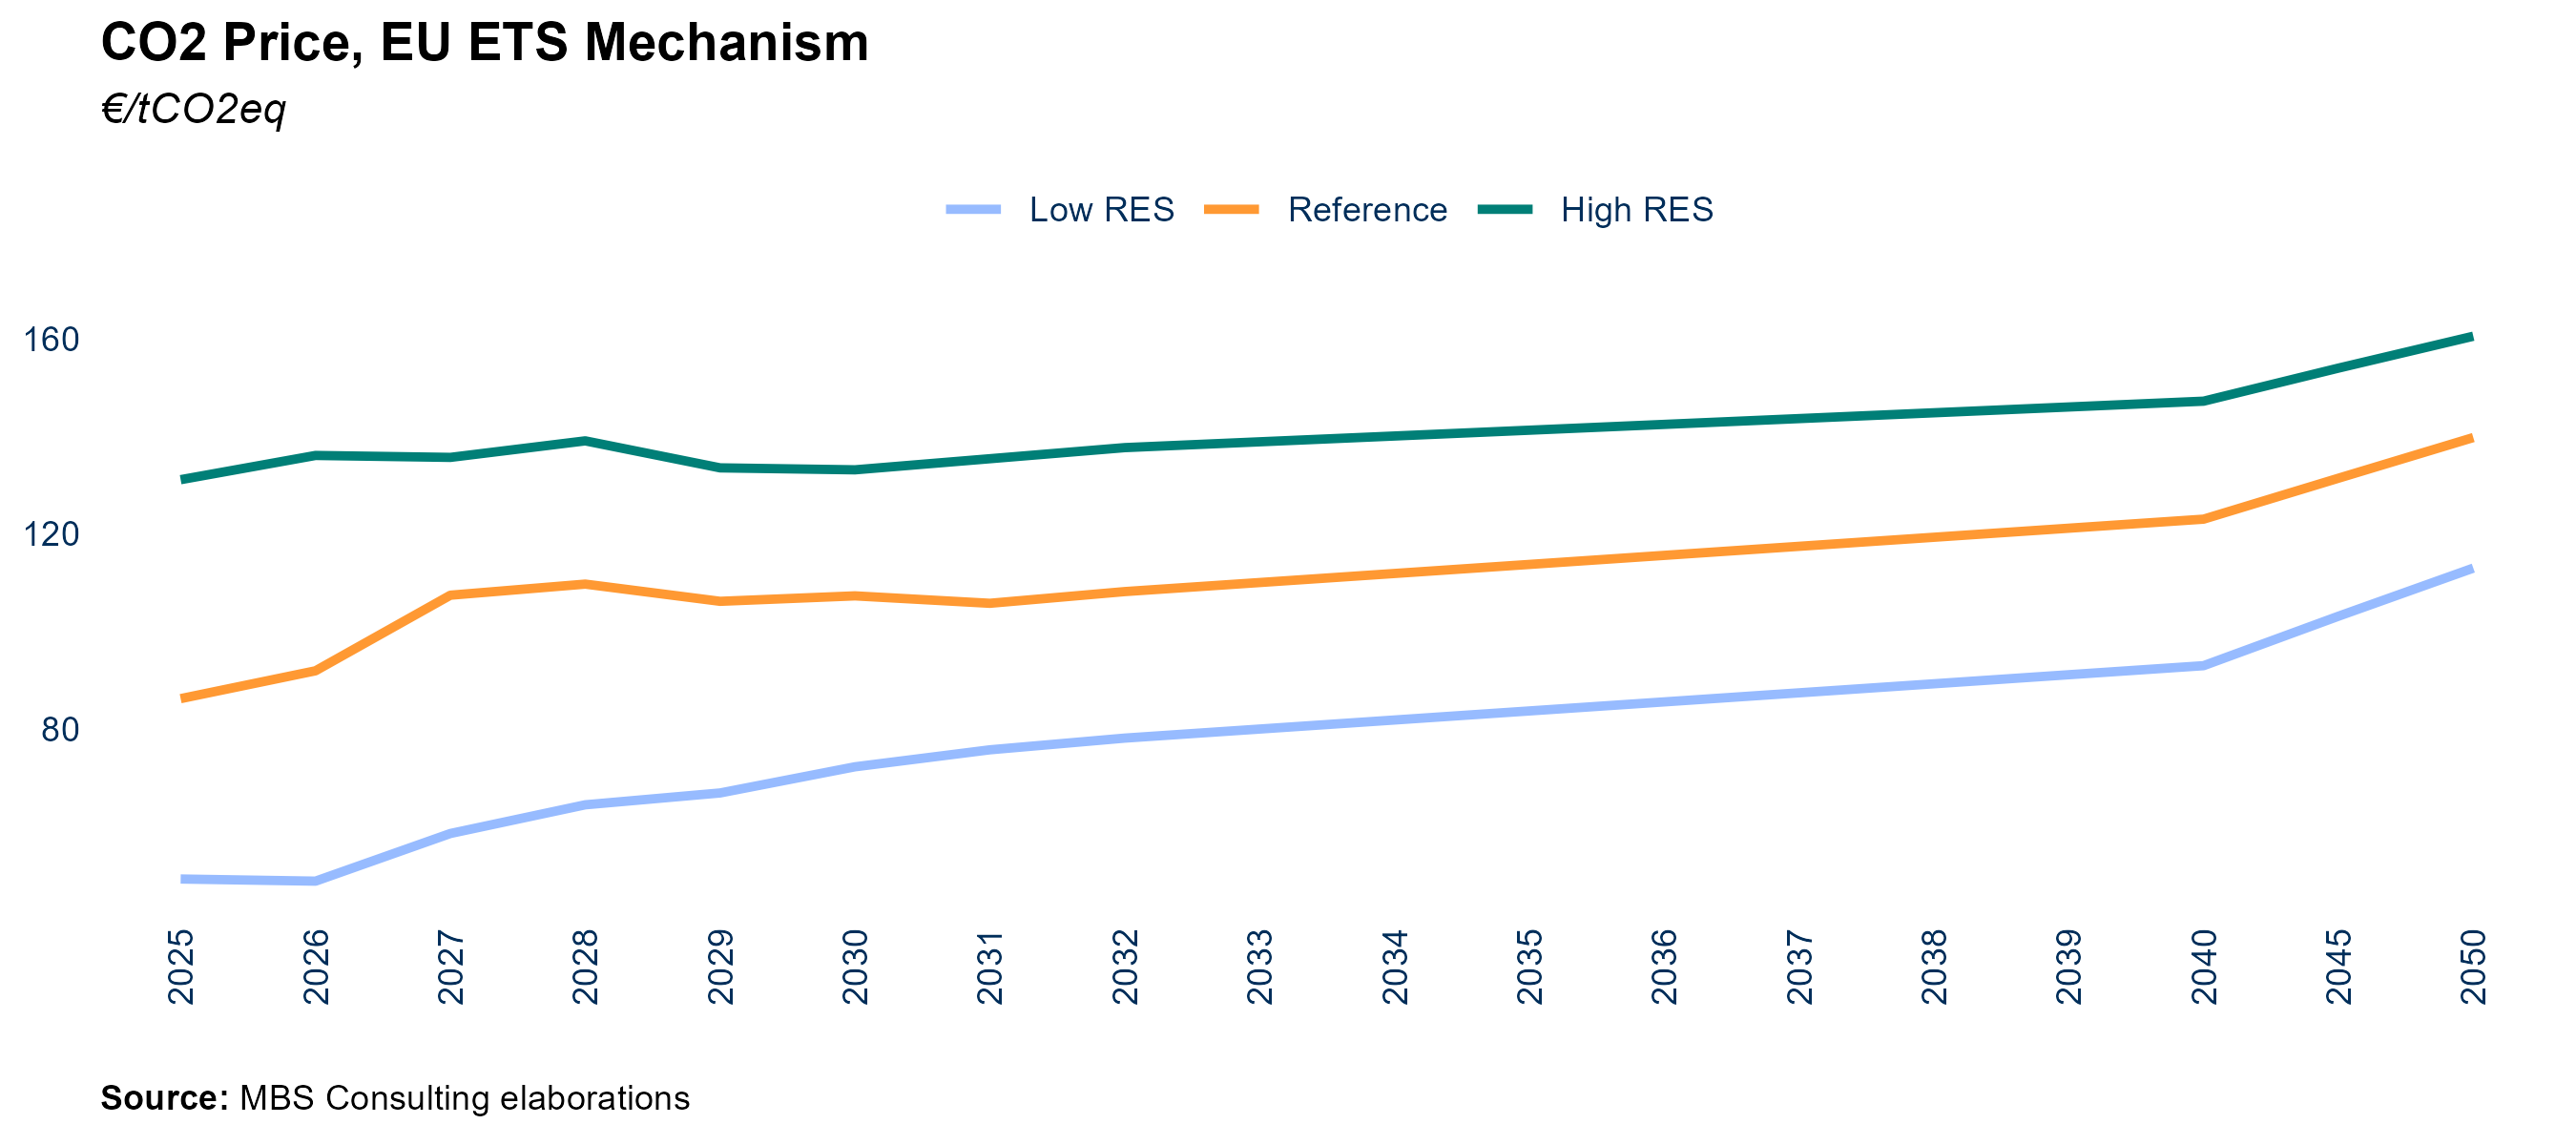 CO2 Price, EU ETS Mechanism
€/tCO2eq
Low RES Reference High RES
160
120
80
2025 2026 2027 2028 2029 2030 2031 2032 2033 2034 2035 2036 2037 2038 2039 2040 2045 2050
Source: MBS Consulting elaborations